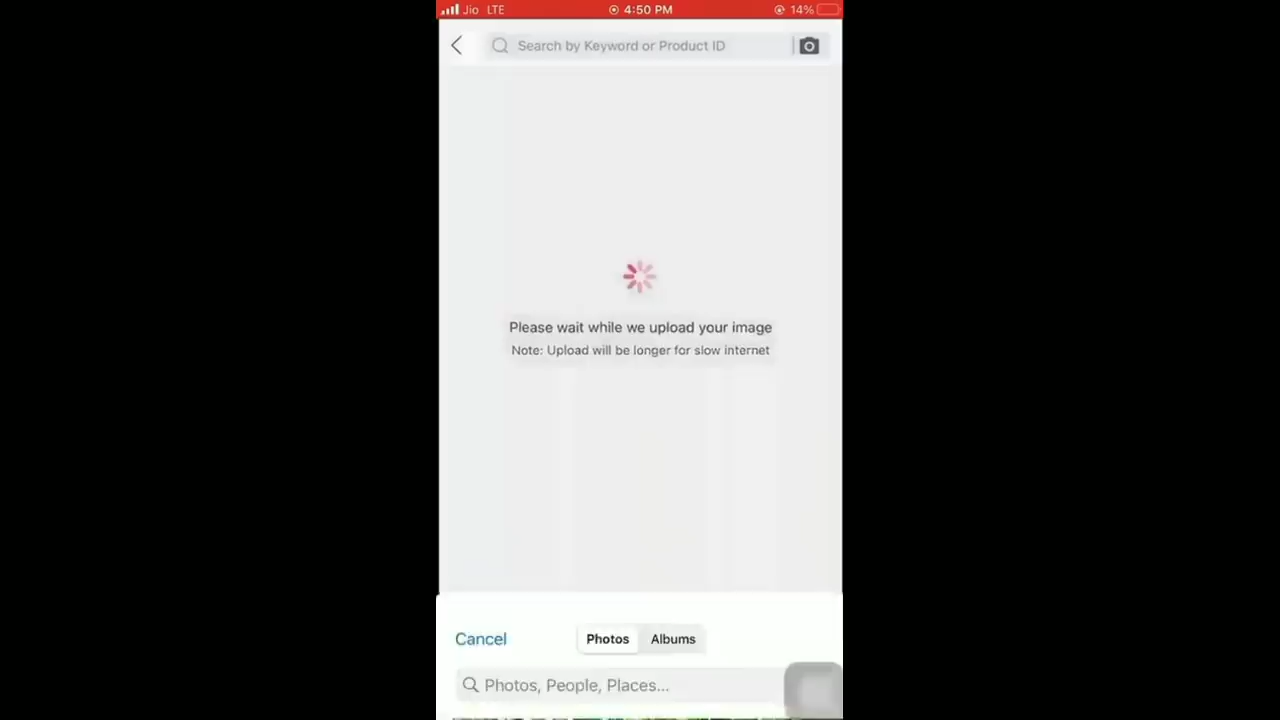 Jio LTE 4:50 PM 14%
Search by Keyword or Product ID
Please wait while we upload your image
Note: Upload will be longer for slow internet
Cancel Photos Albums
Photos, People, Places...